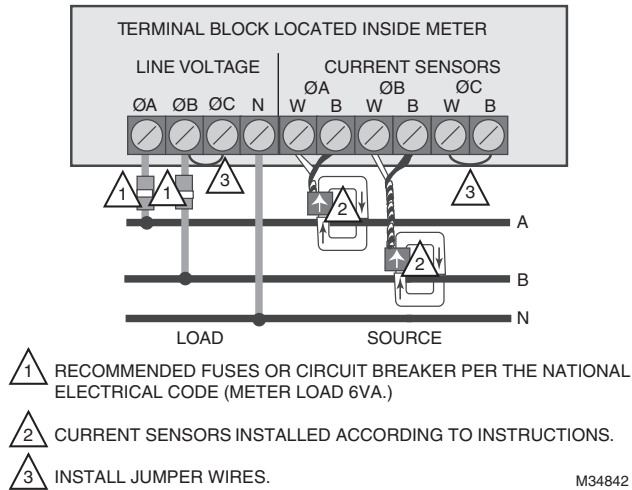 TERMINAL BLOCK LOCATED INSIDE METER
LINE VOLTAGE
CURRENT SENSORS
ØA ØB ØC
ØA ØB ØC N W B W B W B
1 1 3 3
2
A
2
B
N
LOAD SOURCE
1 RECOMMENDED FUSES OR CIRCUIT BREAKER PER THE NATIONAL
ELECTRICAL CODE (METER LOAD 6VA.)
2 CURRENT SENSORS INSTALLED ACCORDING TO INSTRUCTIONS.
3 INSTALL JUMPER WIRES.
M34842